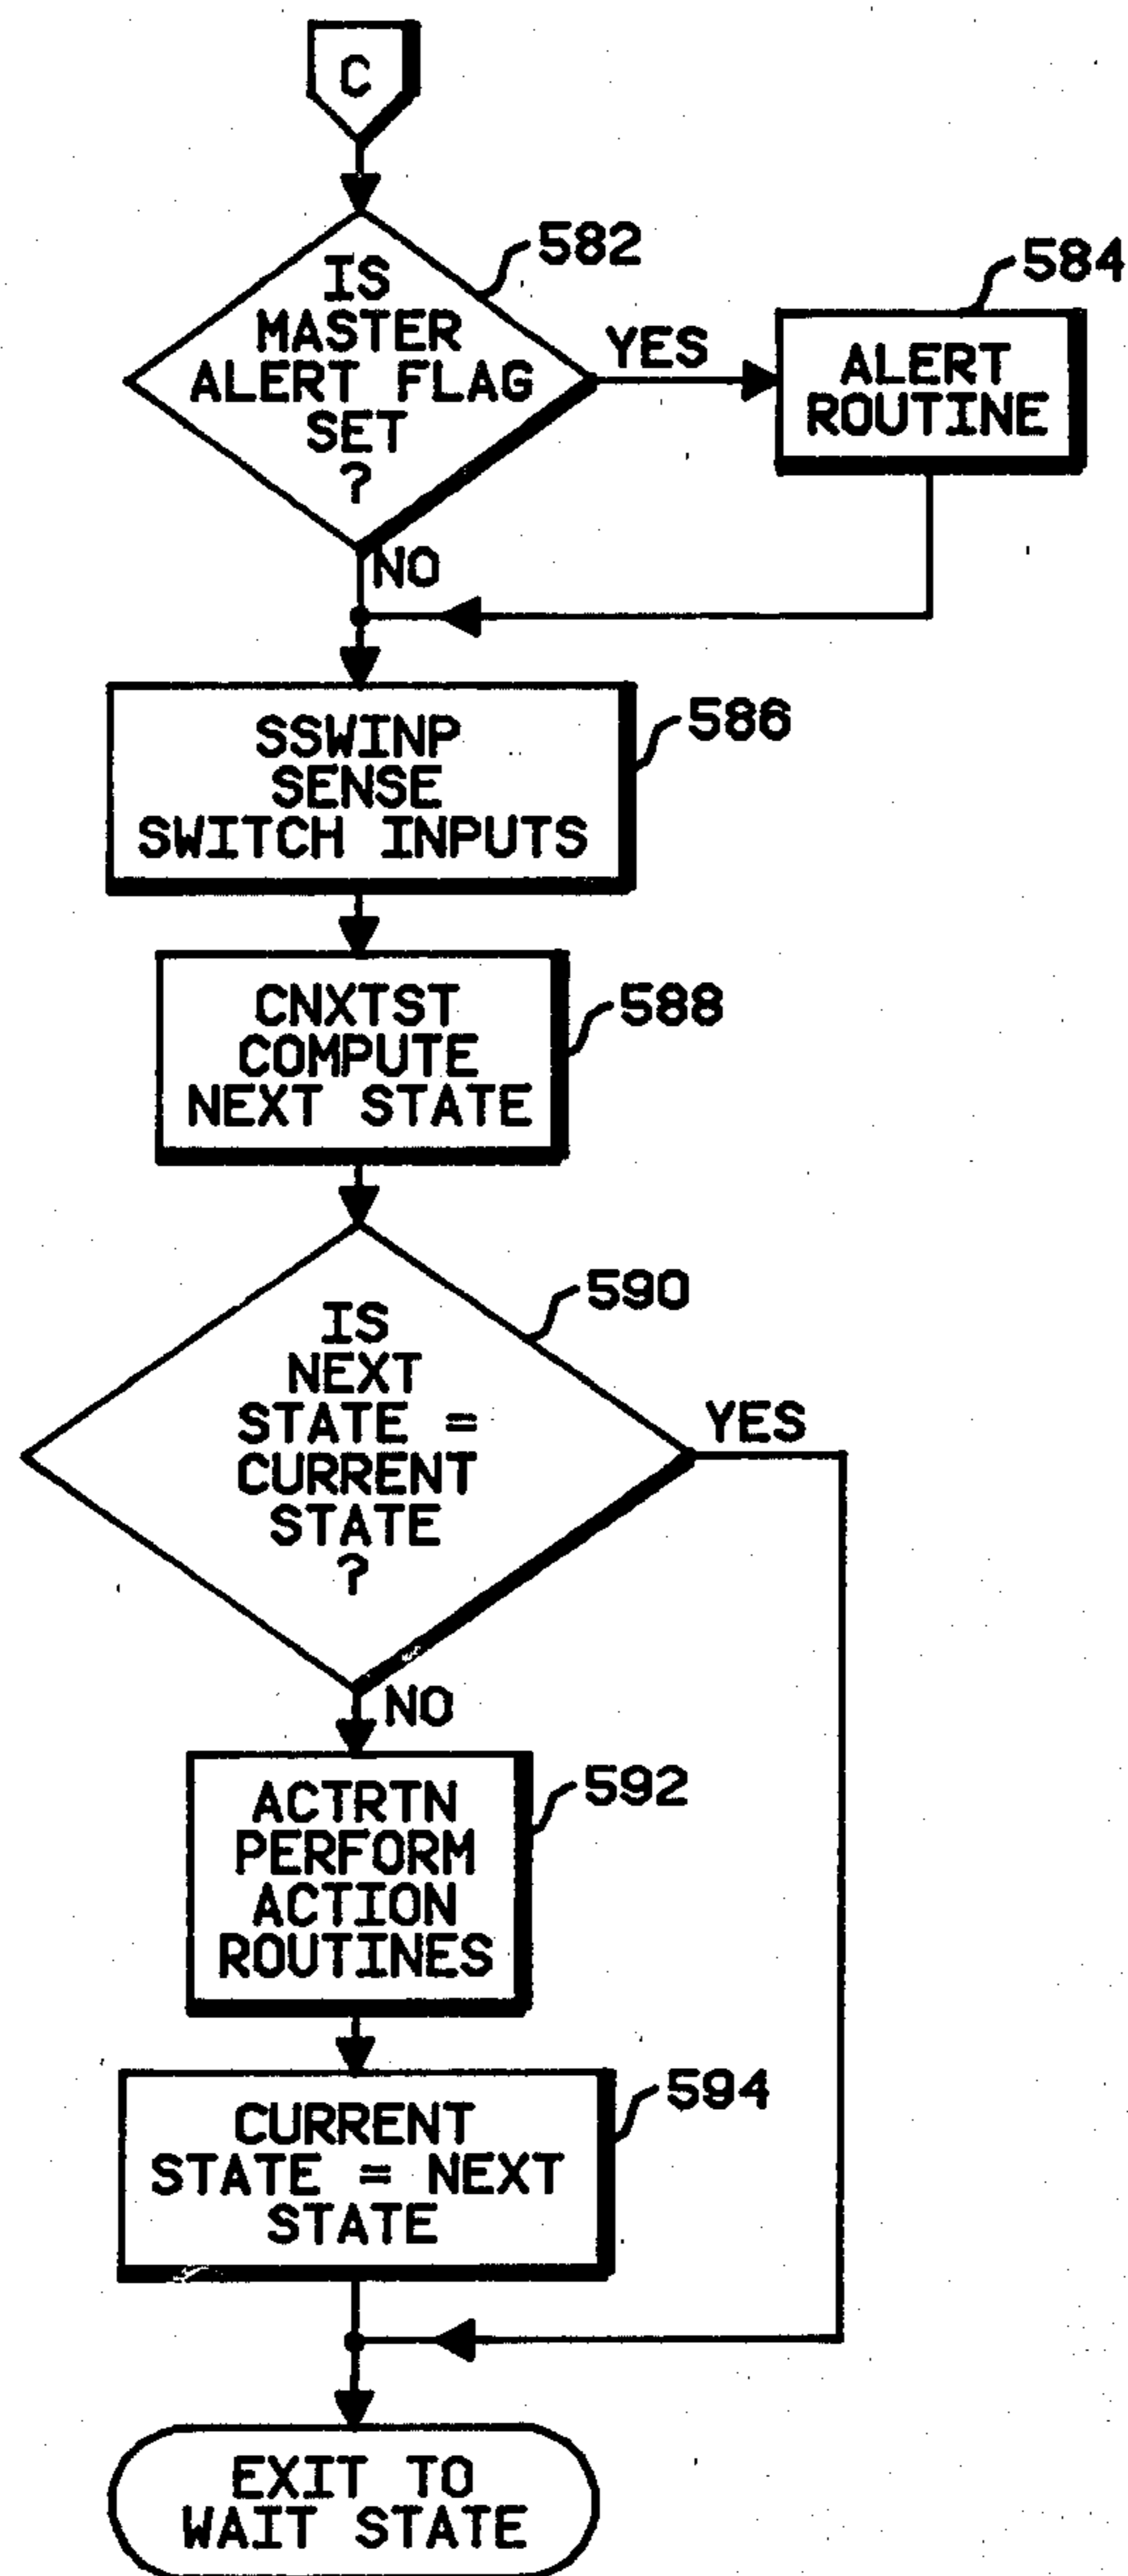 C
582
IS
MASTER
ALERT FLAG
SET
?
YES
584
ALERT
ROUTINE
NO
586
SSWINP
SENSE
SWITCH INPUTS
588
CNXTST
COMPUTE
NEXT STATE
590
IS
NEXT
STATE =
CURRENT
STATE
?
YES
NO
592
ACTRTN
PERFORM
ACTION
ROUTINES
594
CURRENT
STATE = NEXT
STATE
EXIT TO
WAIT STATE